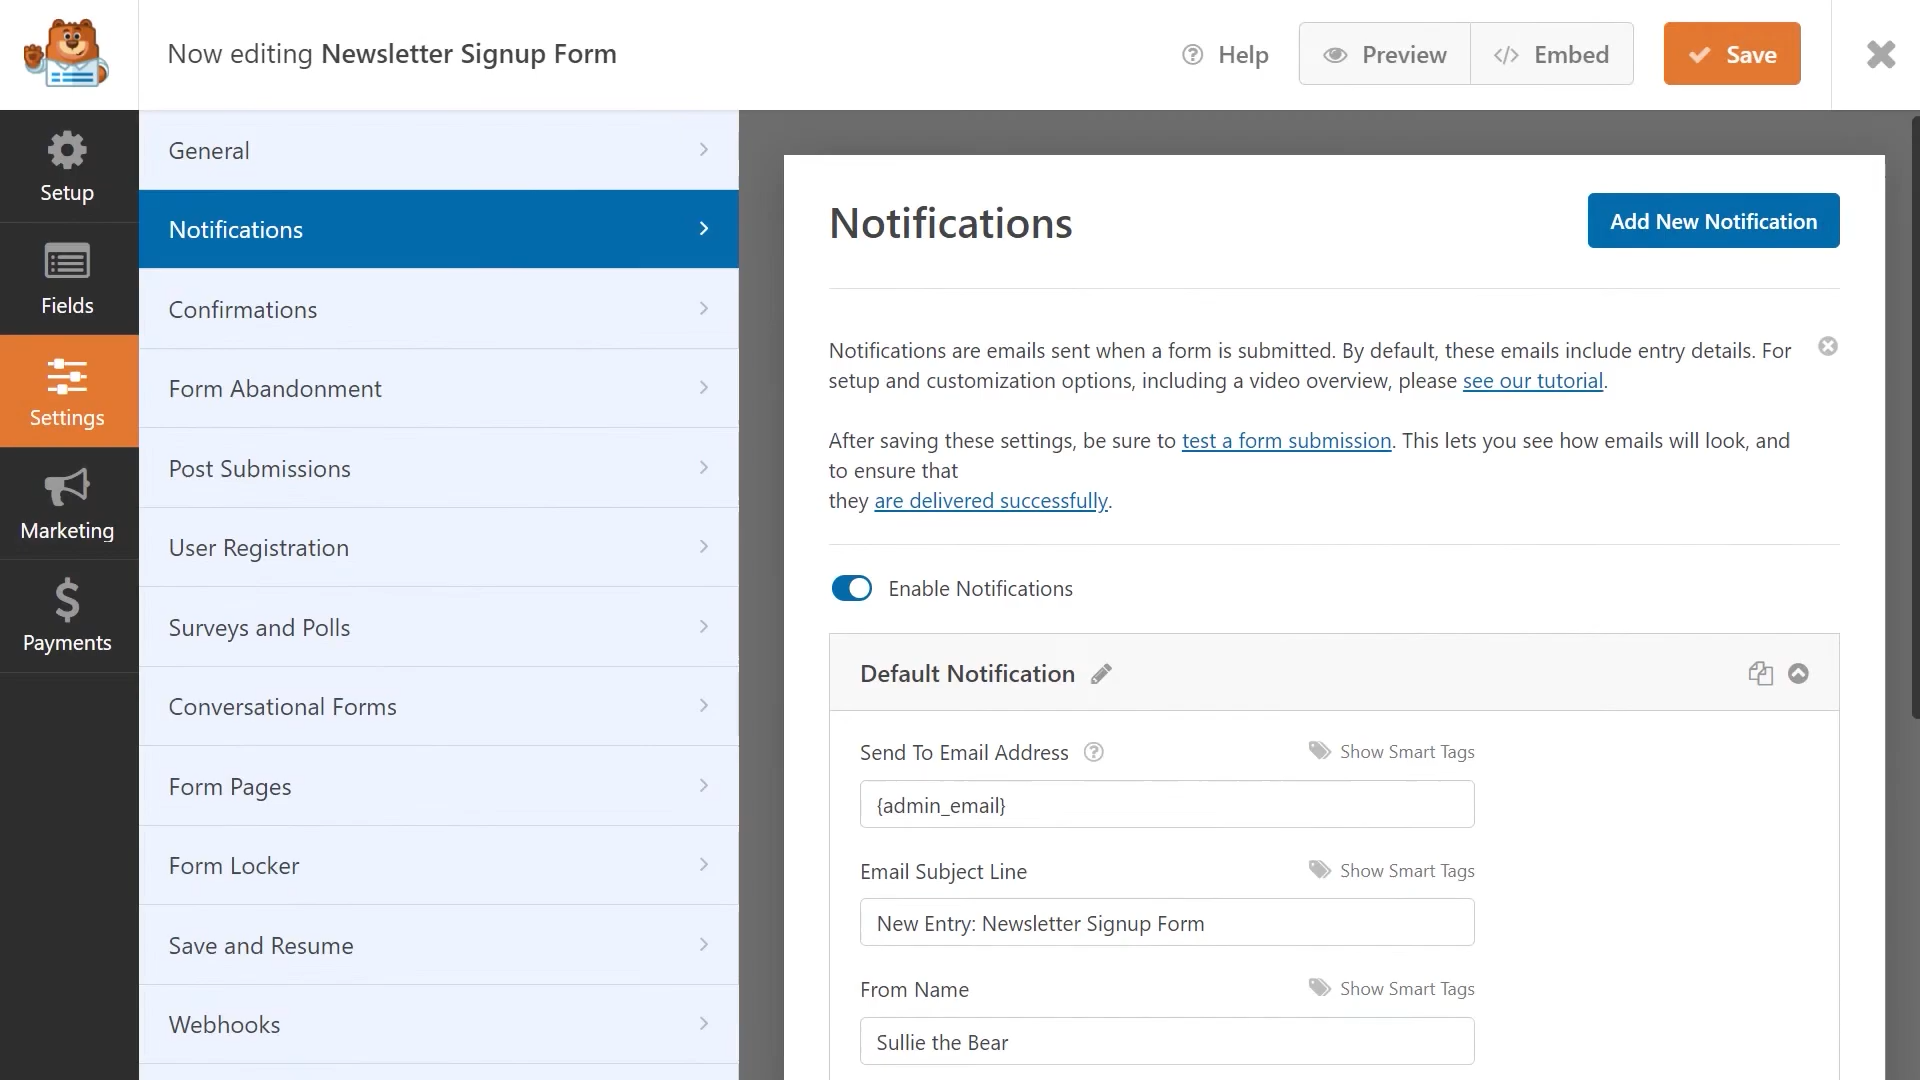 Now editing Newsletter Signup Form
Help
Preview
Embed
Save
Setup
Fields
Settings
Marketing
Payments
General
Notifications
Confirmations
Form Abandonment
Post Submissions
User Registration
Surveys and Polls
Conversational Forms
Form Pages
Form Locker
Save and Resume
Webhooks
Notifications
Add New Notification
Notifications are emails sent when a form is submitted. By default, these emails include entry details. For
setup and customization options, including a video overview, please see our tutorial.
After saving these settings, be sure to test a form submission. This lets you see how emails will look, and
to ensure that
they are delivered successfully.
Enable Notifications
Default Notification
Send To Email Address
Show Smart Tags
{admin_email}
Email Subject Line
Show Smart Tags
New Entry: Newsletter Signup Form
From Name
Show Smart Tags
Sullie the Bear